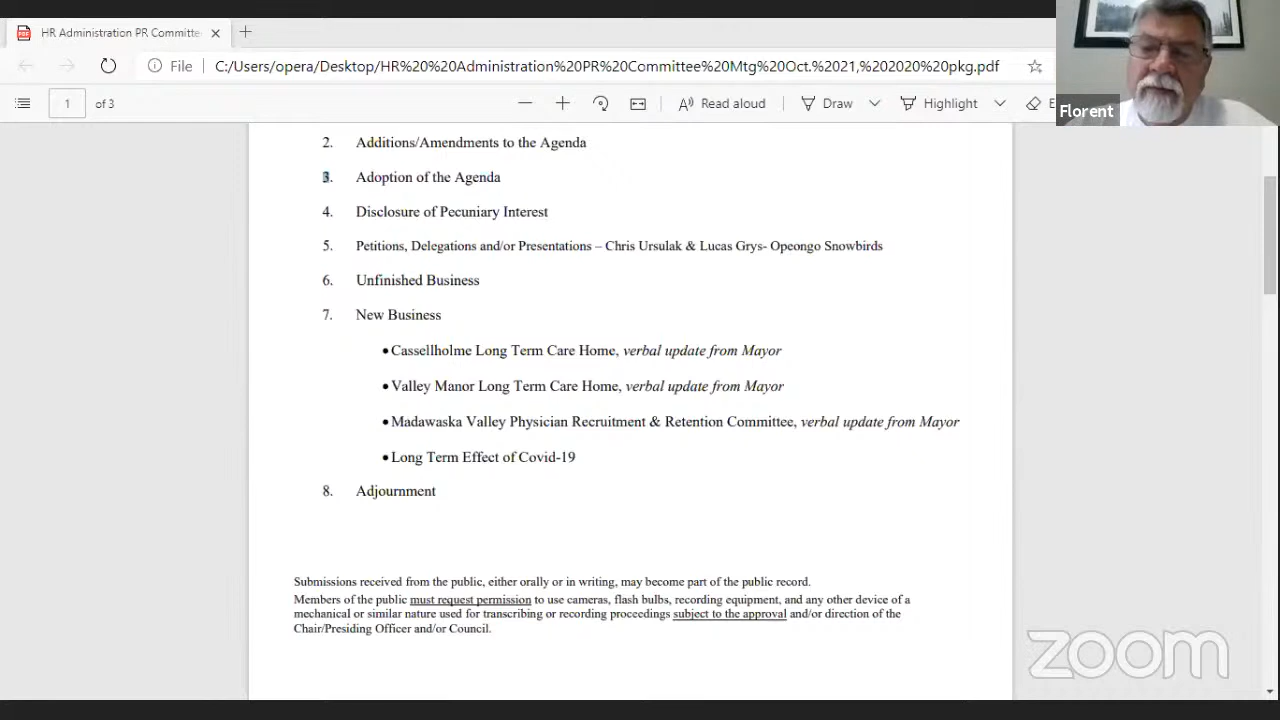 HR Administration PR Committe
File
C:/Users/opera/Desktop/HR%20%20Administration%20PR%20Committee%20Mtg%20Oct.%2021,%202020%20pkg.pdf
1 of 3
Read aloud
Draw
Highlight
Florent
2. Additions/Amendments to the Agenda
3. Adoption of the Agenda
4. Disclosure of Pecuniary Interest
5. Petitions, Delegations and/or Presentations – Chris Ursulak & Lucas Grys- Opeongo Snowbirds
6. Unfinished Business
7. New Business
•Cassellholme Long Term Care Home, verbal update from Mayor
•Valley Manor Long Term Care Home, verbal update from Mayor
•Madawaska Valley Physician Recruitment & Retention Committee, verbal update from Mayor
•Long Term Effect of Covid-19
8. Adjournment
Submissions received from the public, either orally or in writing, may become part of the public record.
Members of the public must request permission to use cameras, flash bulbs, recording equipment, and any other device of a
mechanical or similar nature used for transcribing or recording proceedings subject to the approval and/or direction of the
Chair/Presiding Officer and/or Council.
zoom